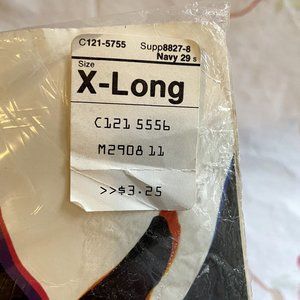 C121-5755 Supp8827-8
Navy 29 s
Size
X-Long
C121 5556
M2908 11
>>$3.25